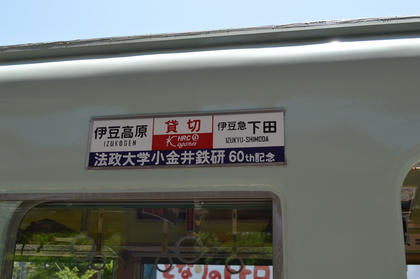 伊豆高原
IZUKOGEN
貸切
HRC
Koganei
伊豆急下田
IZUKYU-SHIMODA
法政大学小金井鉄研 60th記念